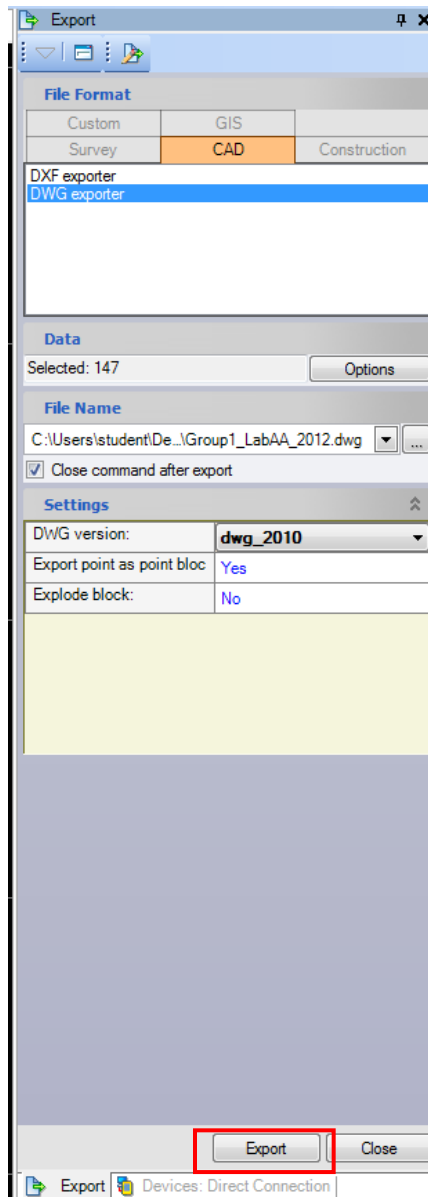 Export
File Format
Custom GIS
Survey CAD Construction
DXF exporter
DWG exporter
Data
Selected: 147 Options
File Name
C:\Users\student\De...\Group1_LabAA_2012.dwg ...
Close command after export
Settings
DWG version: dwg_2010
Export point as point bloc Yes
Explode block: No
Export Close
Export Devices: Direct Connection